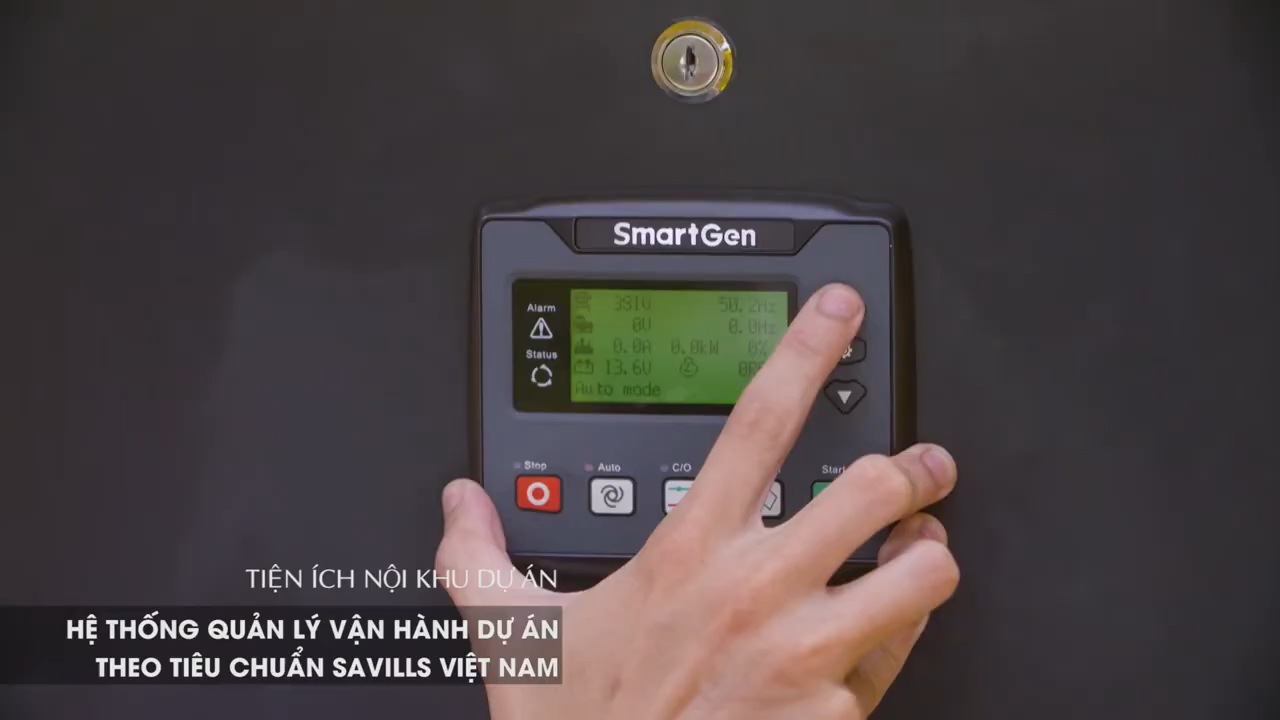 SmartGen
Alarm
391V 50.2Hz
0V 0.0Hz
Status
0.0A 0.0kW 0%
13.6V
Auto mode
Stop
Auto
C/O
TIỆN ÍCH NỘI KHU DỰ ÁN
HỆ THỐNG QUẢN LÝ VẬN HÀNH DỰ ÁN
THEO TIÊU CHUẨN SAVILLS VIỆT NAM